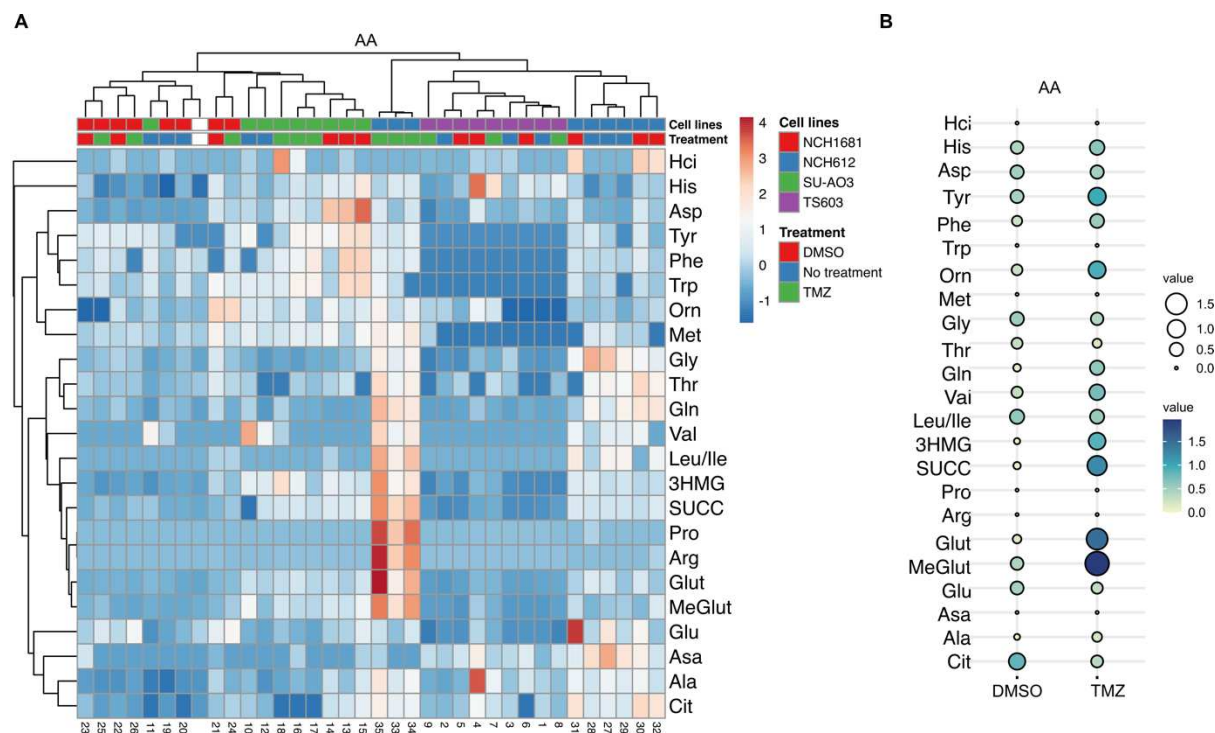 A
AA
Cell lines
Treatment
Hci
His
Asp
Tyr
Phe
Trp
Orn
Met
Gly
Thr
Gln
Val
Leu/Ile
3HMG
SUCC
Pro
Arg
Glut
MeGlut
Glu
Asa
Ala
Cit
23 25 22 26 11 19 20 21 24 10 12 18 16 17 14 13 15 35 33 34 9 2 5 4 7 3 6 1 8 31 28 27 29 30 32
4
3
2
1
0
-1
Cell lines
NCH1681
NCH612
SU-AO3
TS603
Treatment
DMSO
No treatment
TMZ
B
AA
Hci
His
Asp
Tyr
Phe
Trp
Orn
Met
Gly
Thr
Gln
Vai
Leu/Ile
3HMG
SUCC
Pro
Arg
Glut
MeGlut
Glu
Asa
Ala
Cit
DMSO TMZ
value
1.5
1.0
0.5
0.0
value
1.5
1.0
0.5
0.0